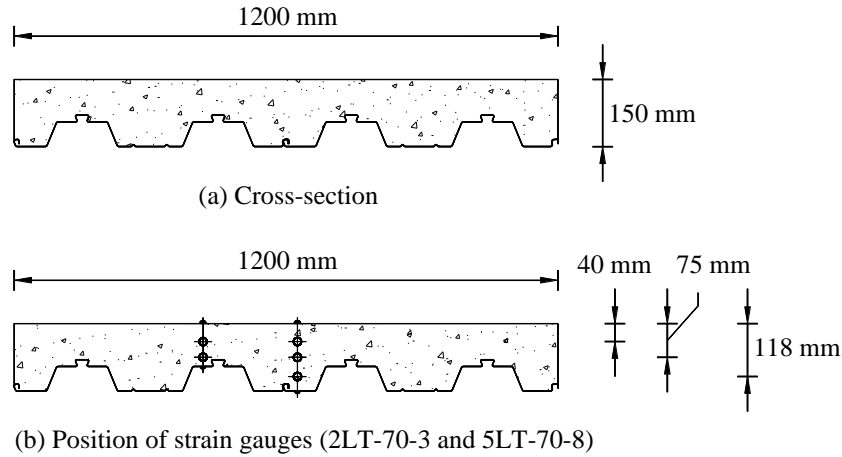 1200 mm
150 mm
(a) Cross-section
1200 mm
40 mm
75 mm
118 mm
(b) Position of strain gauges (2LT-70-3 and 5LT-70-8)